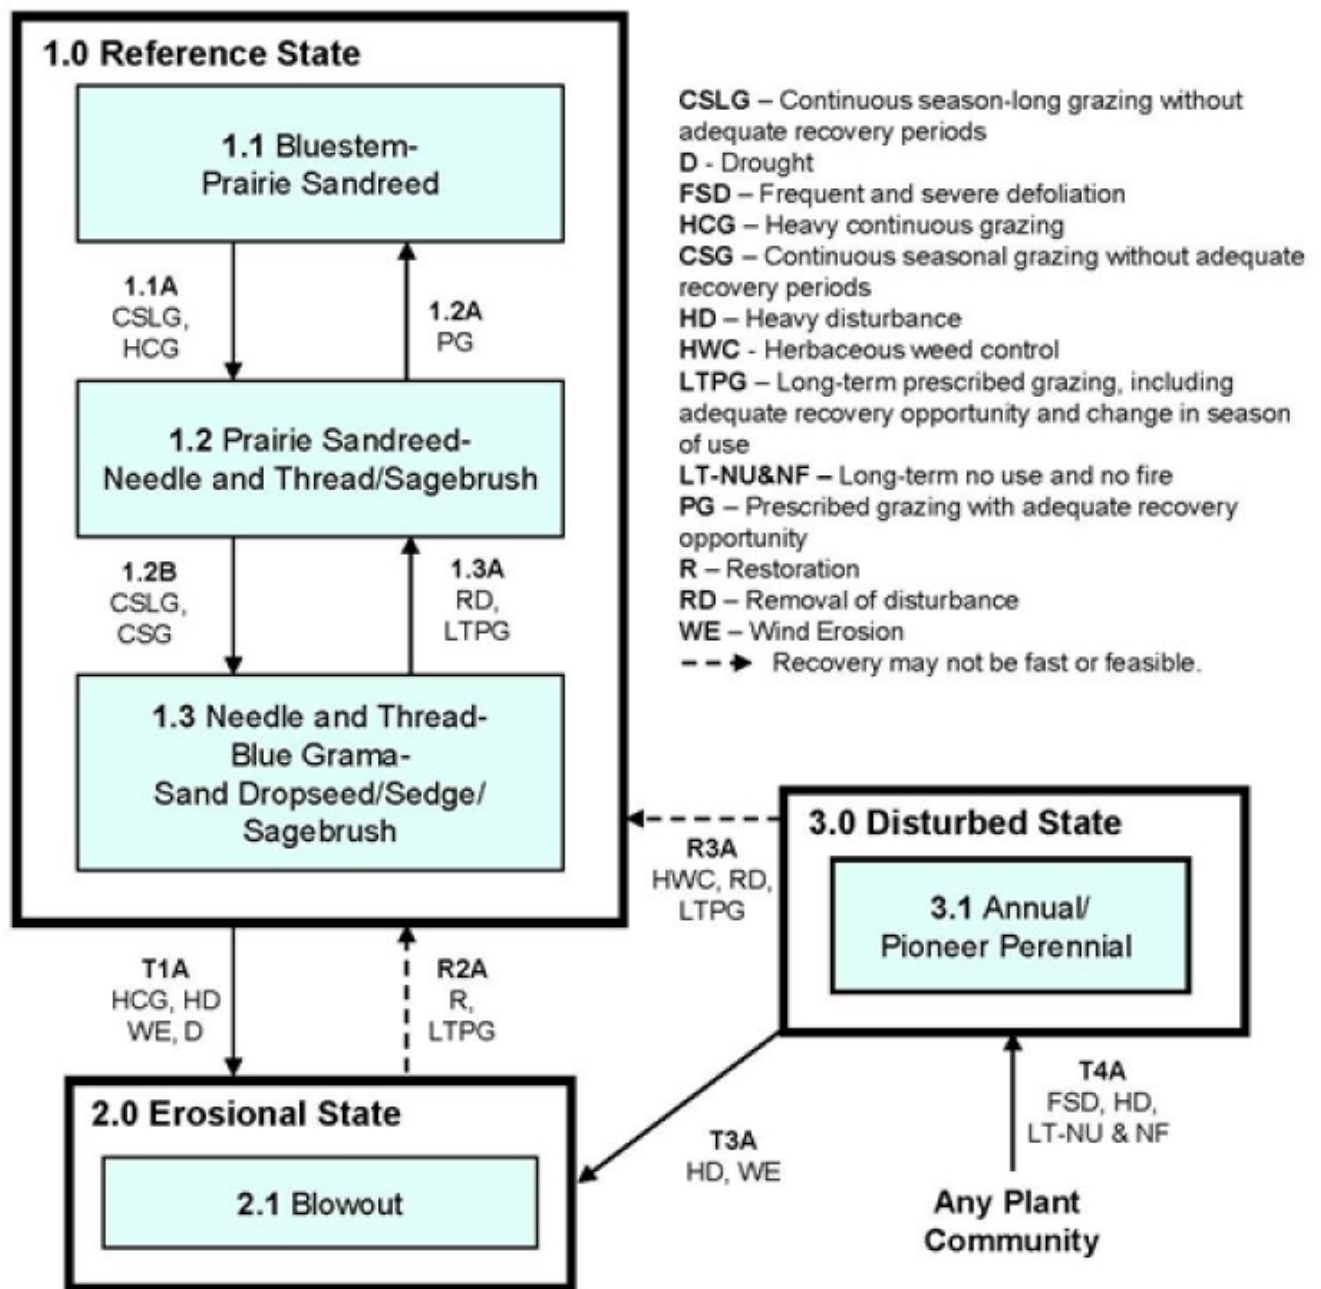 1.0 Reference State
1.1 Bluestem-
Prairie Sandreed
1.1A
CSLG,
HCG
1.2A
PG
1.2 Prairie Sandreed-
Needle and Thread/Sagebrush
1.2B
CSLG,
CSG
1.3A
RD,
LTPG
1.3 Needle and Thread-
Blue Grama-
Sand Dropseed/Sedge/
Sagebrush
CSLG – Continuous season-long grazing without
adequate recovery periods
D - Drought
FSD – Frequent and severe defoliation
HCG – Heavy continuous grazing
CSG – Continuous seasonal grazing without adequate
recovery periods
HD – Heavy disturbance
HWC - Herbaceous weed control
LTPG – Long-term prescribed grazing, including
adequate recovery opportunity and change in season
of use
LT-NU&NF – Long-term no use and no fire
PG – Prescribed grazing with adequate recovery
opportunity
R – Restoration
RD – Removal of disturbance
WE – Wind Erosion
Recovery may not be fast or feasible.
3.0 Disturbed State
3.1 Annual/
Pioneer Perennial
R3A
HWC, RD,
LTPG
T1A
HCG, HD
WE, D
R2A
R,
LTPG
2.0 Erosional State
2.1 Blowout
T3A
HD, WE
T4A
FSD, HD,
LT-NU & NF
Any Plant
Community